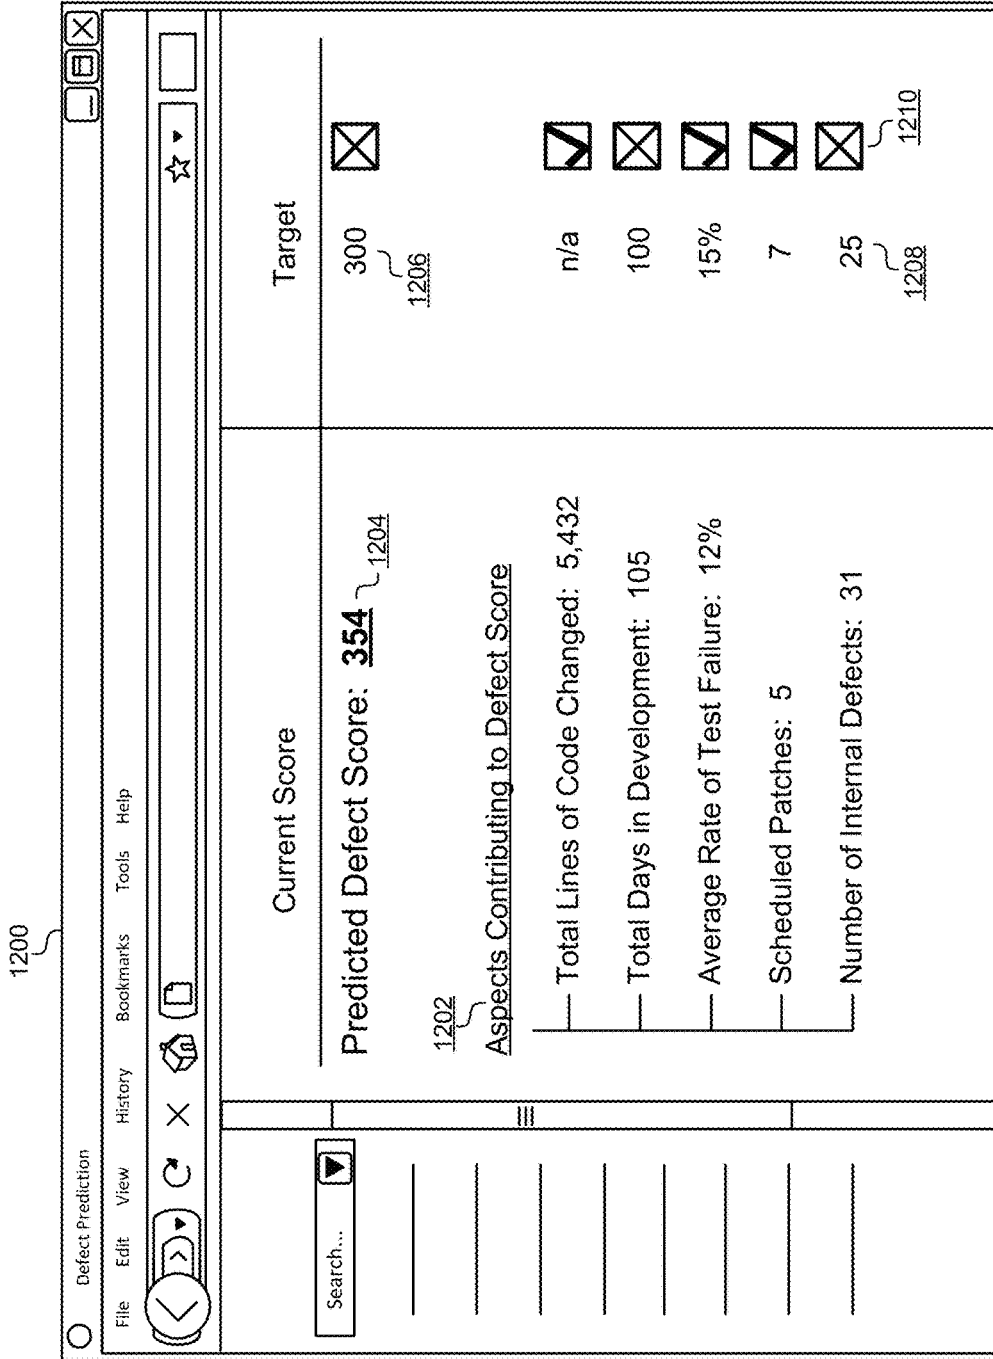 1200
Defect Prediction
File Edit View History Bookmarks Tools Help
Search...
Current Score Target
Predicted Defect Score: 354 300
1204
1206
1202
Aspects Contributing to Defect Score
Total Lines of Code Changed: 5,432 n/a
Total Days in Development: 105 100
Average Rate of Test Failure: 12% 15%
Scheduled Patches: 5 7
Number of Internal Defects: 31 25
1208
1210